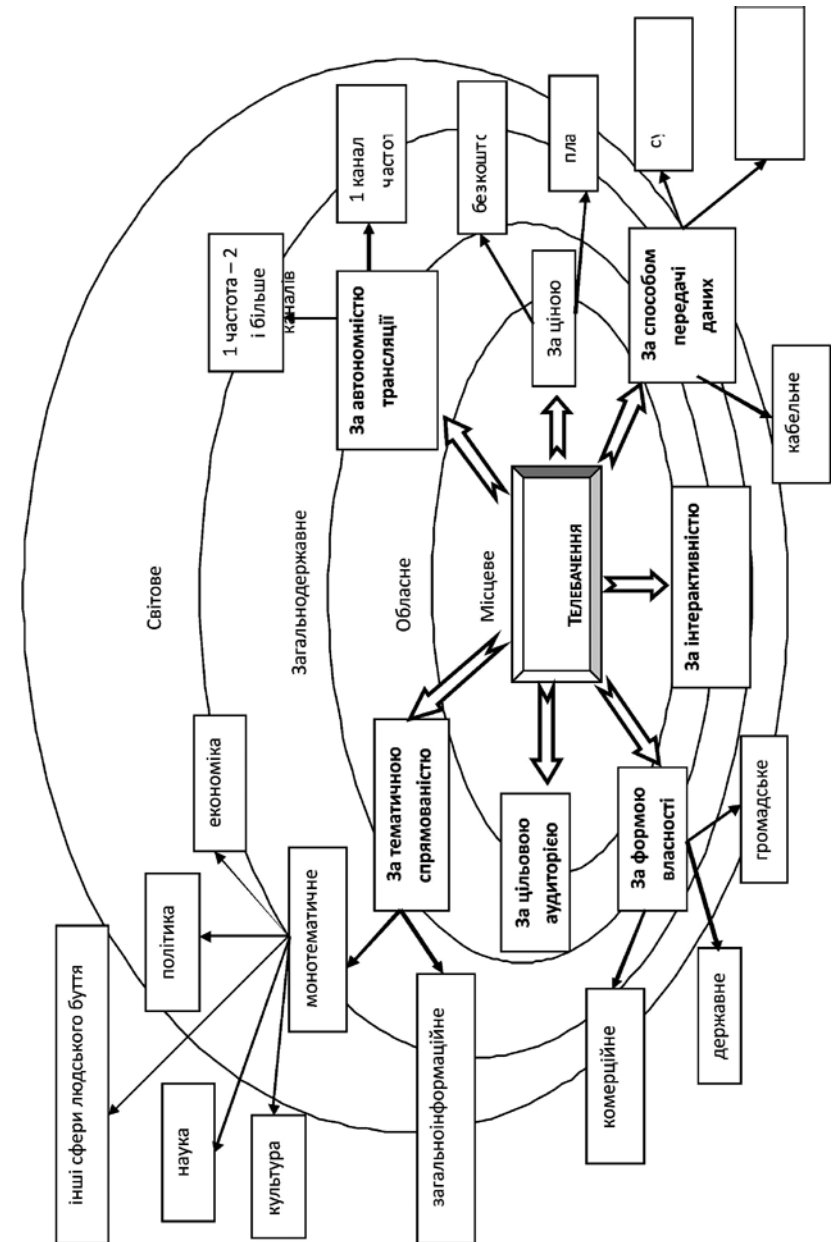 інші сфери людського буття
Світове
політика
наука
економіка
1 частота – 2
і більше
каналів
культура
Загальнодержавне
монотематичне
1 канал
частот
За автономністю
трансляції
За тематичною
спрямованістю
Обласне
загальноінформаційне
безкошто
Місцеве
За цільовою
аудиторією
За ціною
пла
Телебачення
комерційне
За формою
власності
За способом
передачі
даних
За інтерактивністю
державне
громадське
кабельне